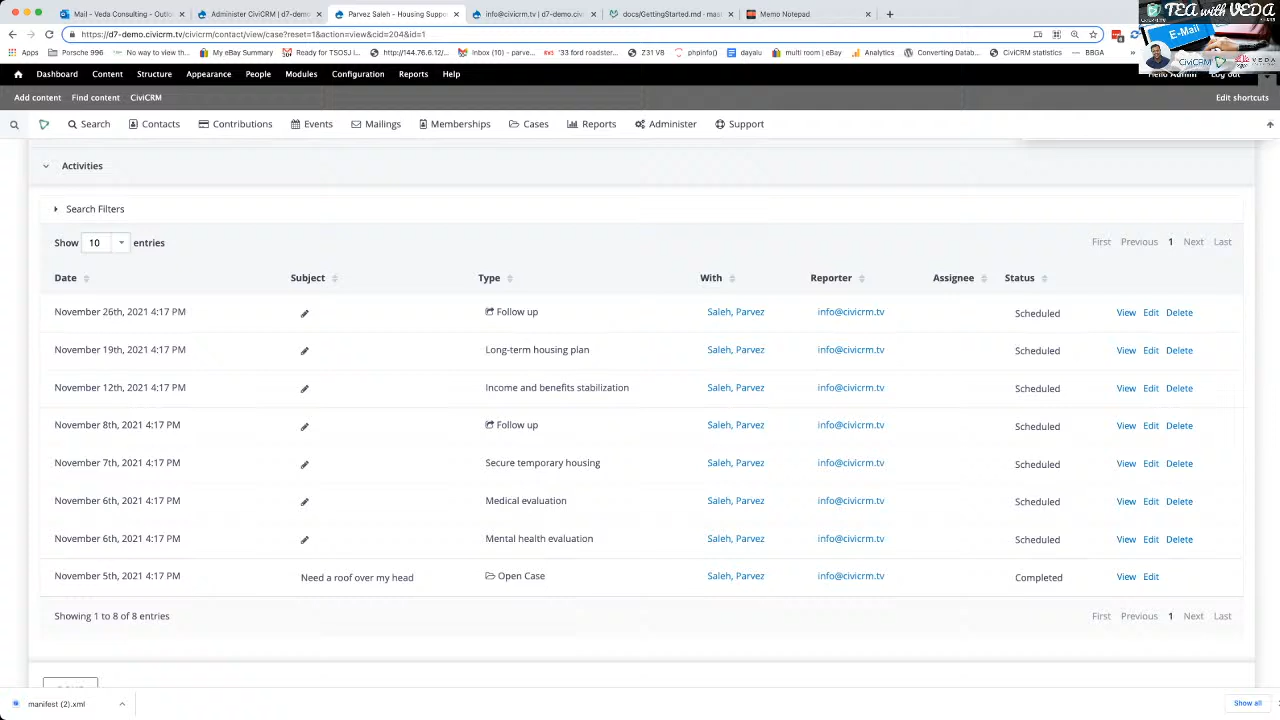 Mail - Veda Consulting - Outlo
Administer CiviCRM | d7-demo
Parvez Saleh - Housing Suppo
info@civicrm.tv | d7-demo.civ
docs/GettingStarted.md · mast
Memo Notepad
https://d7-demo.civicrm.tv/civicrm/contact/view/case?reset=1&action=view&cid=204&id=1
TEA WITH VEDA
E-Mail
CiviCRM
VEDA
Apps
Porsche 996
No way to view th...
My eBay Summary
Ready for TSOSJ I...
http://144.76.6.12/...
Inbox (10) - parve...
'33 ford roadster...
Z31 V8
phpinfo()
dayalu
multi room | eBay
Analytics
Converting Datab...
CiviCRM statistics
BBGA
Dashboard Content Structure Appearance People Modules Configuration Reports Help
Hello Admin Log out
Add content Find content CiviCRM
Edit shortcuts
Search Contacts Contributions Events Mailings Memberships Cases Reports Administer Support
Activities
Search Filters
Show 10 entries
First Previous 1 Next Last
Date Subject Type With Reporter Assignee Status
November 26th, 2021 4:17 PM Follow up Saleh, Parvez info@civicrm.tv Scheduled View Edit Delete
November 19th, 2021 4:17 PM Long-term housing plan Saleh, Parvez info@civicrm.tv Scheduled View Edit Delete
November 12th, 2021 4:17 PM Income and benefits stabilization Saleh, Parvez info@civicrm.tv Scheduled View Edit Delete
November 8th, 2021 4:17 PM Follow up Saleh, Parvez info@civicrm.tv Scheduled View Edit Delete
November 7th, 2021 4:17 PM Secure temporary housing Saleh, Parvez info@civicrm.tv Scheduled View Edit Delete
November 6th, 2021 4:17 PM Medical evaluation Saleh, Parvez info@civicrm.tv Scheduled View Edit Delete
November 6th, 2021 4:17 PM Mental health evaluation Saleh, Parvez info@civicrm.tv Scheduled View Edit Delete
November 5th, 2021 4:17 PM Need a roof over my head Open Case Saleh, Parvez info@civicrm.tv Completed View Edit
Showing 1 to 8 of 8 entries
First Previous 1 Next Last
manifest (2).xml
Show all